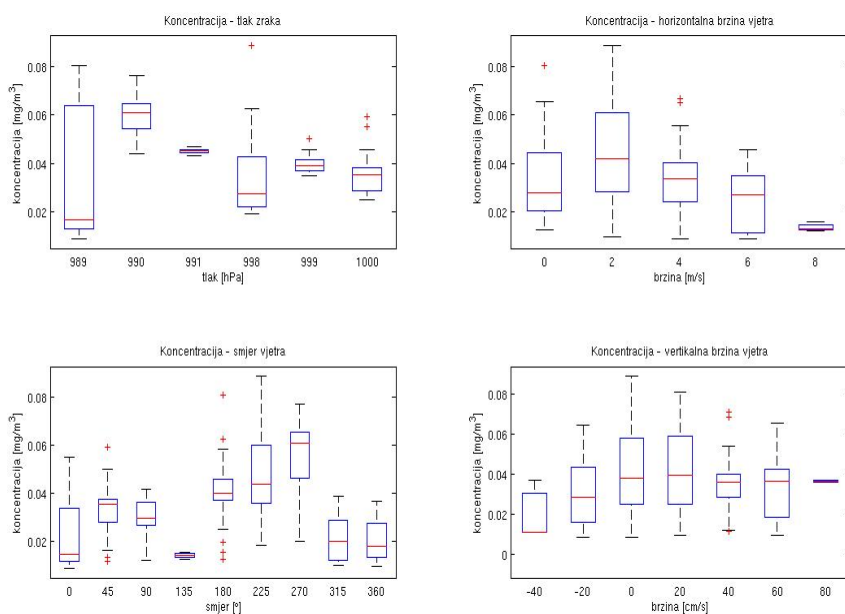 Koncentracija - tlak zraka
koncentracija [mg/m³]
0.08
0.06
0.04
0.02
989 990 991 998 999 1000
tlak [hPa]
Koncentracija - horizontalna brzina vjetra
koncentracija [mg/m³]
0.08
0.06
0.04
0.02
0 2 4 6 8
brzina [m/s]
Koncentracija - smjer vjetra
koncentracija [mg/m³]
0.08
0.06
0.04
0.02
0 45 90 135 180 225 270 315 360
smjer [º]
Koncentracija - vertikalna brzina vjetra
koncentracija [mg/m³]
0.08
0.06
0.04
0.02
0
-40 -20 0 20 40 60 80
brzina [cm/s]